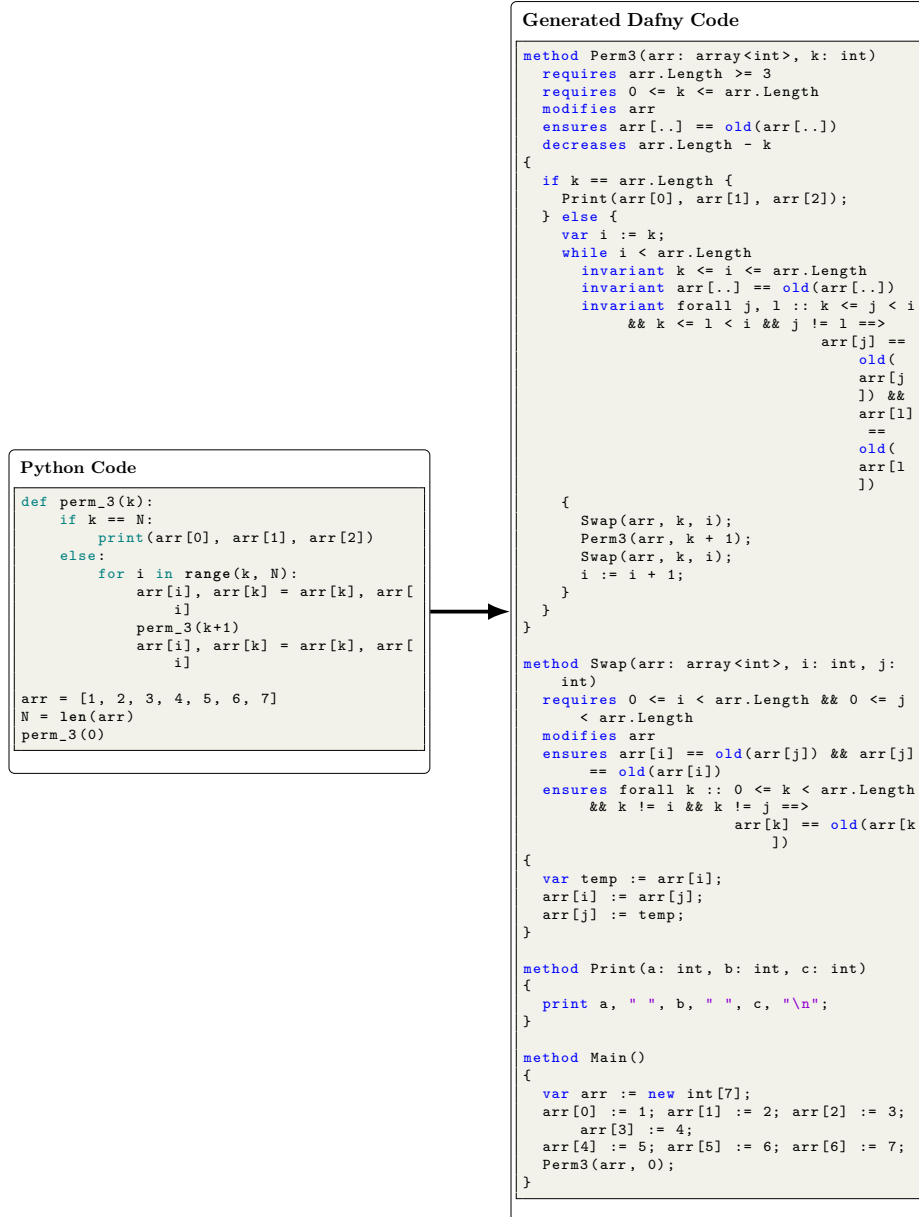 Python Code
def perm_3(k):
    if k == N:
        print(arr[0], arr[1], arr[2])
    else:
        for i in range(k, N):
            arr[i], arr[k] = arr[k], arr[
                i]
            perm_3(k+1)
            arr[i], arr[k] = arr[k], arr[
                i]
arr = [1, 2, 3, 4, 5, 6, 7]
N = len(arr)
perm_3(0)
Generated Dafny Code
method Perm3(arr: array<int>, k: int)
  requires arr.Length >= 3
  requires 0 <= k <= arr.Length
  modifies arr
  ensures arr[..] == old(arr[..])
  decreases arr.Length - k
{
  if k == arr.Length {
    Print(arr[0], arr[1], arr[2]);
  } else {
    var i := k;
    while i < arr.Length
      invariant k <= i <= arr.Length
      invariant arr[..] == old(arr[..])
      invariant forall j, l :: k <= j < i
          && k <= l < i && j != l ==>
                              arr[j] ==
                                  old(
                                  arr[j
                                  ]) &&
                                  arr[l]
                                   ==
                                  old(
                                  arr[l
                                  ])
    {
      Swap(arr, k, i);
      Perm3(arr, k + 1);
      Swap(arr, k, i);
      i := i + 1;
    }
  }
}
method Swap(arr: array<int>, i: int, j:
    int)
  requires 0 <= i < arr.Length && 0 <= j
      < arr.Length
  modifies arr
  ensures arr[i] == old(arr[j]) && arr[j]
       == old(arr[i])
  ensures forall k :: 0 <= k < arr.Length
       && k != i && k != j ==>
                      arr[k] == old(arr[k
                          ])
{
  var temp := arr[i];
  arr[i] := arr[j];
  arr[j] := temp;
}
method Print(a: int, b: int, c: int)
{
  print a, " ", b, " ", c, "\n";
}
method Main()
{
  var arr := new int[7];
  arr[0] := 1; arr[1] := 2; arr[2] := 3;
      arr[3] := 4;
  arr[4] := 5; arr[5] := 6; arr[6] := 7;
  Perm3(arr, 0);
}